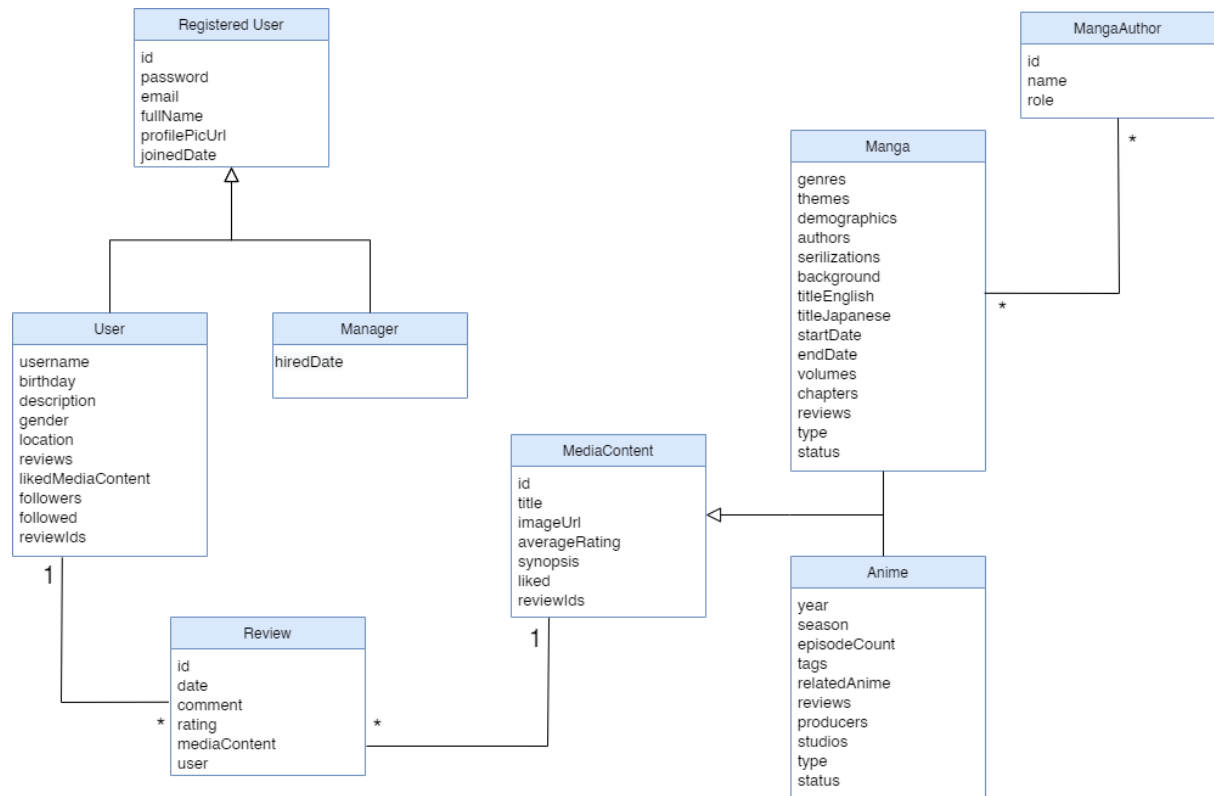 Registered User
id
password
email
fullName
profilePicUrl
joinedDate
MangaAuthor
id
name
role
*
Manga
genres
themes
demographics
authors
serilizations
background
titleEnglish
titleJapanese
startDate
endDate
volumes
chapters
reviews
type
status
*
User
username
birthday
description
gender
location
reviews
likedMediaContent
followers
followed
reviewIds
1
Manager
hiredDate
MediaContent
id
title
imageUrl
averageRating
synopsis
liked
reviewIds
1
Anime
year
season
episodeCount
tags
relatedAnime
reviews
producers
studios
type
status
Review
id
date
comment
rating
mediaContent
user
*
*